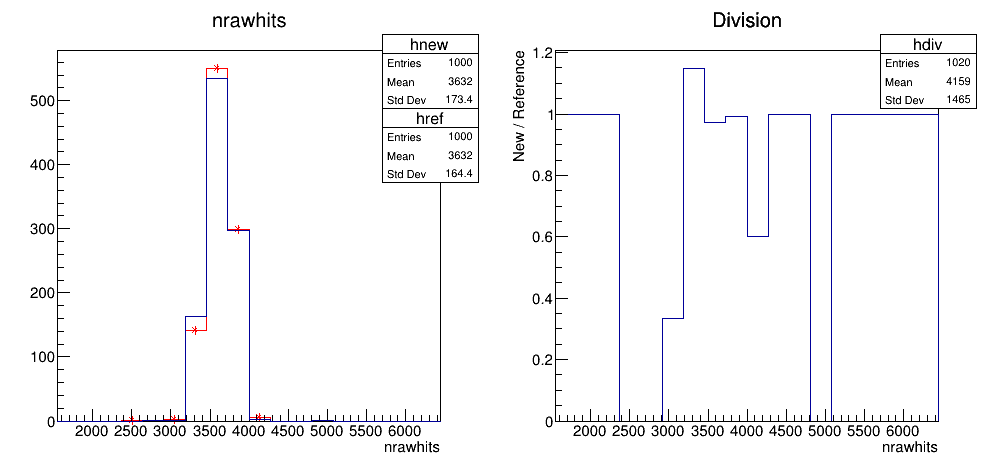 nrawhits
hnew
Entries 1000
Mean 3632
Std Dev 173.4
href
Entries 1000
Mean 3632
Std Dev 164.4
500
400
300
200
100
0
2000 2500 3000 3500 4000 4500 5000 5500 6000
nrawhits
Division
hdiv
Entries 1020
Mean 4159
Std Dev 1465
New / Reference
1.2
1
0.8
0.6
0.4
0.2
0
2000 2500 3000 3500 4000 4500 5000 5500 6000
nrawhits